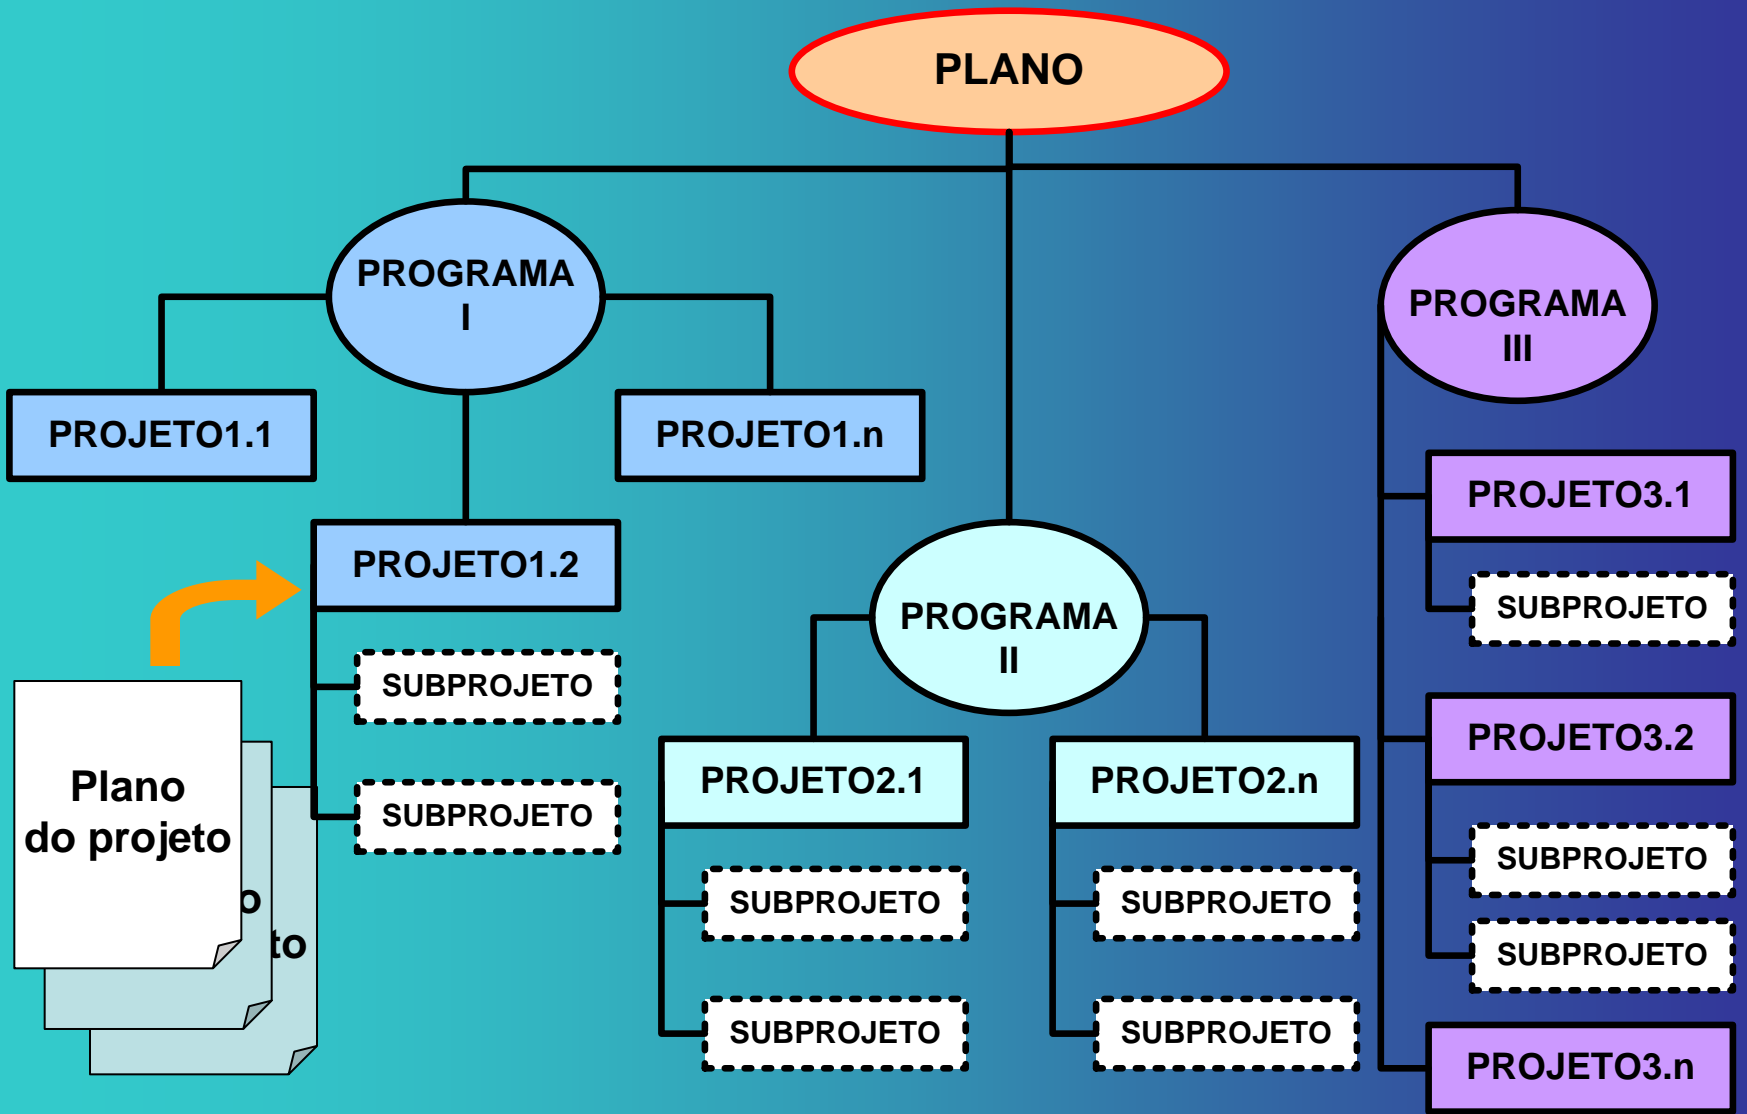 PLANO
PROGRAMA
I
PROGRAMA
III
PROJETO1.1
PROJETO1.n
PROJETO1.2
SUBPROJETO
SUBPROJETO
Plano
do projeto
o
to
PROGRAMA
II
PROJETO2.1
SUBPROJETO
SUBPROJETO
PROJETO2.n
SUBPROJETO
SUBPROJETO
PROJETO3.1
SUBPROJETO
PROJETO3.2
SUBPROJETO
SUBPROJETO
PROJETO3.n